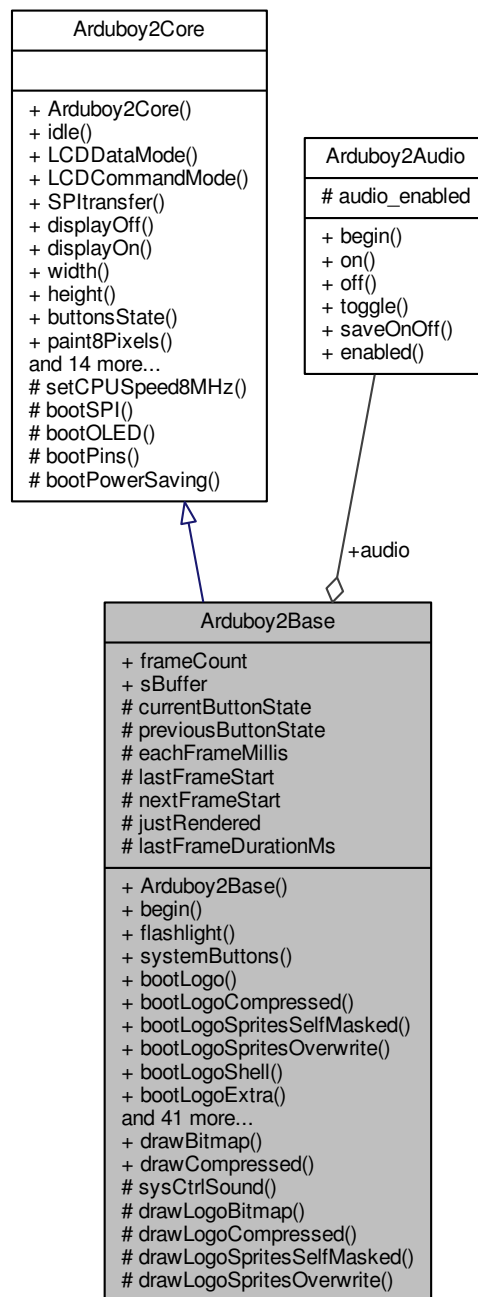 Arduboy2Core
+ Arduboy2Core()
+ idle()
+ LCDDataMode()
+ LCDCommandMode()
+ SPItransfer()
+ displayOff()
+ displayOn()
+ width()
+ height()
+ buttonsState()
+ paint8Pixels()
and 14 more...
# setCPUSpeed8MHz()
# bootSPI()
# bootOLED()
# bootPins()
# bootPowerSaving()
Arduboy2Audio
# audio_enabled
+ begin()
+ on()
+ off()
+ toggle()
+ saveOnOff()
+ enabled()
+audio
Arduboy2Base
+ frameCount
+ sBuffer
# currentButtonState
# previousButtonState
# eachFrameMillis
# lastFrameStart
# nextFrameStart
# justRendered
# lastFrameDurationMs
+ Arduboy2Base()
+ begin()
+ flashlight()
+ systemButtons()
+ bootLogo()
+ bootLogoCompressed()
+ bootLogoSpritesSelfMasked()
+ bootLogoSpritesOverwrite()
+ bootLogoShell()
+ bootLogoExtra()
and 41 more...
+ drawBitmap()
+ drawCompressed()
# sysCtrlSound()
# drawLogoBitmap()
# drawLogoCompressed()
# drawLogoSpritesSelfMasked()
# drawLogoSpritesOverwrite()